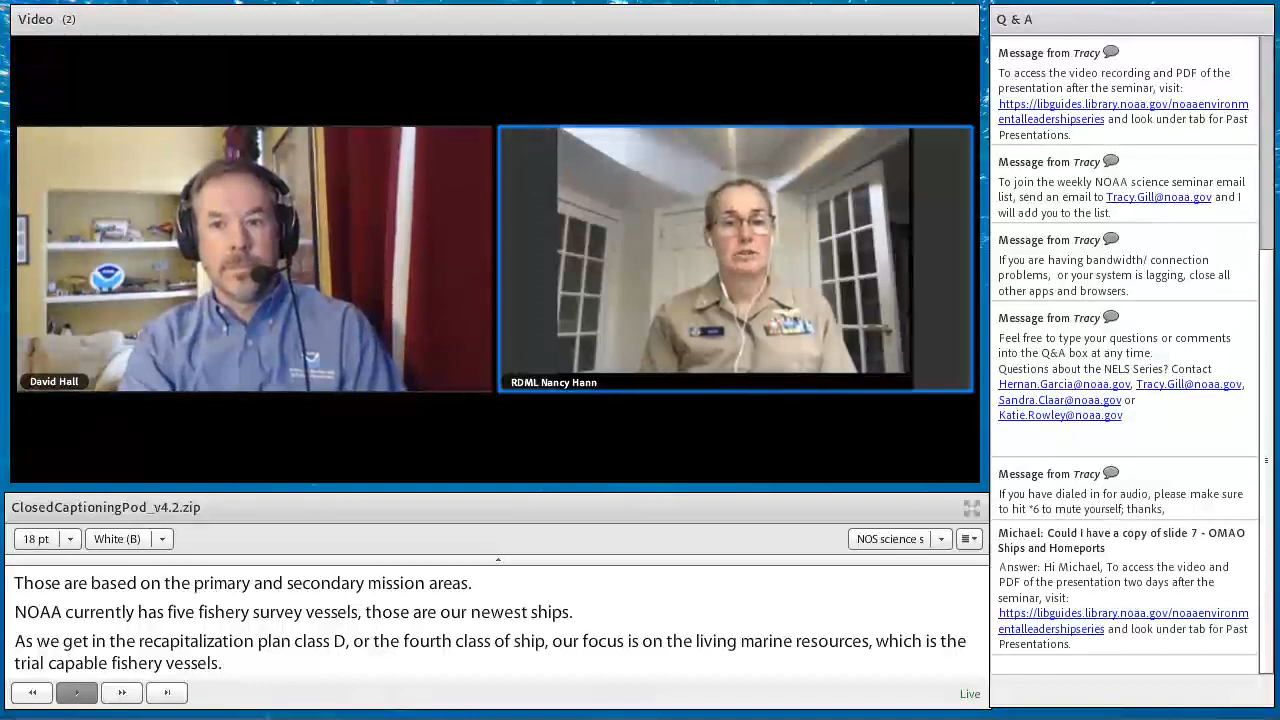 Video (2)
David Hall
RDML Nancy Hann
ClosedCaptioningPod_v4.2.zip
18 pt
White (B)
NOS science s
Those are based on the primary and secondary mission areas.
NOAA currently has five fishery survey vessels, those are our newest ships.
As we get in the recapitalization plan class D, or the fourth class of ship, our focus is on the living marine resources, which is the
trial capable fishery vessels.
Live
Q & A
Message from Tracy
To access the video recording and PDF of the
presentation after the seminar, visit:
https://libguides.library.noaa.gov/noaaenvironm
entalleadershipseries and look under tab for Past
Presentations.
Message from Tracy
To join the weekly NOAA science seminar email
list, send an email to Tracy.Gill@noaa.gov and I
will add you to the list.
Message from Tracy
If you are having bandwidth/ connection
problems, or your system is lagging, close all
other apps and browsers.
Message from Tracy
Feel free to type your questions or comments
into the Q&A box at any time.
Questions about the NELS Series? Contact
Hernan.Garcia@noaa.gov, Tracy.Gill@noaa.gov,
Sandra.Claar@noaa.gov or
Katie.Rowley@noaa.gov
Message from Tracy
If you have dialed in for audio, please make sure
to hit *6 to mute yourself; thanks,
Michael: Could I have a copy of slide 7 - OMAO
Ships and Homeports
Answer: Hi Michael, To access the video and
PDF of the presentation two days after the
seminar, visit:
https://libguides.library.noaa.gov/noaaenvironm
entalleadershipseries and look under tab for Past
Presentations.